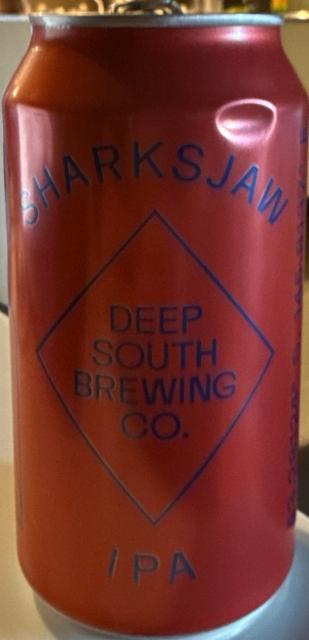 SHARKSJAW
DEEP
SOUTH
BREWING
CO.
IPA